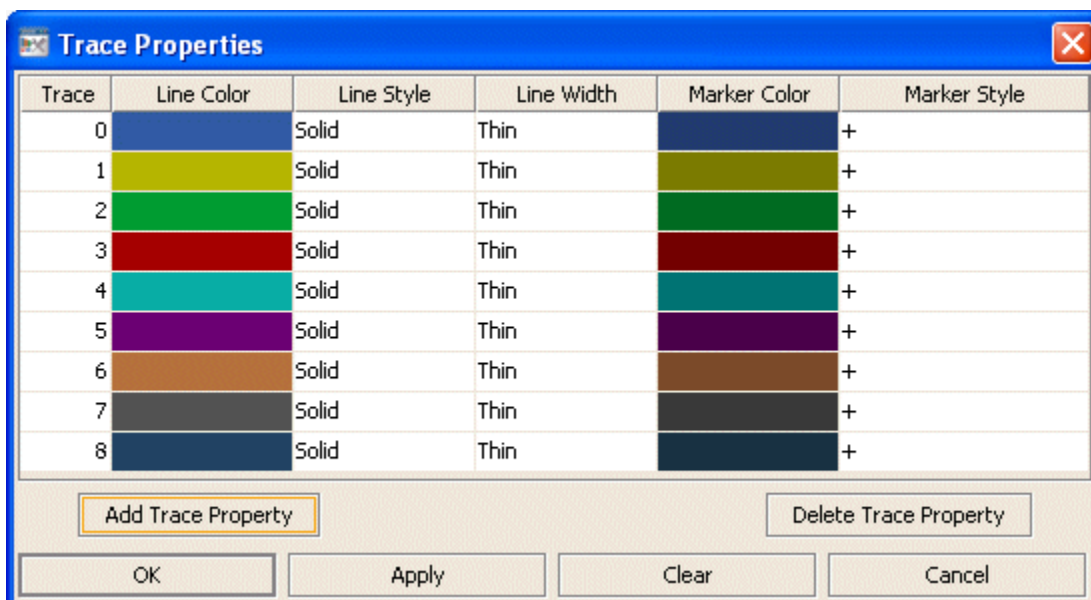 Trace Properties
Trace Line Color Line Style Line Width Marker Color Marker Style
0 Solid Thin +
1 Solid Thin +
2 Solid Thin +
3 Solid Thin +
4 Solid Thin +
5 Solid Thin +
6 Solid Thin +
7 Solid Thin +
8 Solid Thin +
Add Trace Property Delete Trace Property
OK Apply Clear Cancel